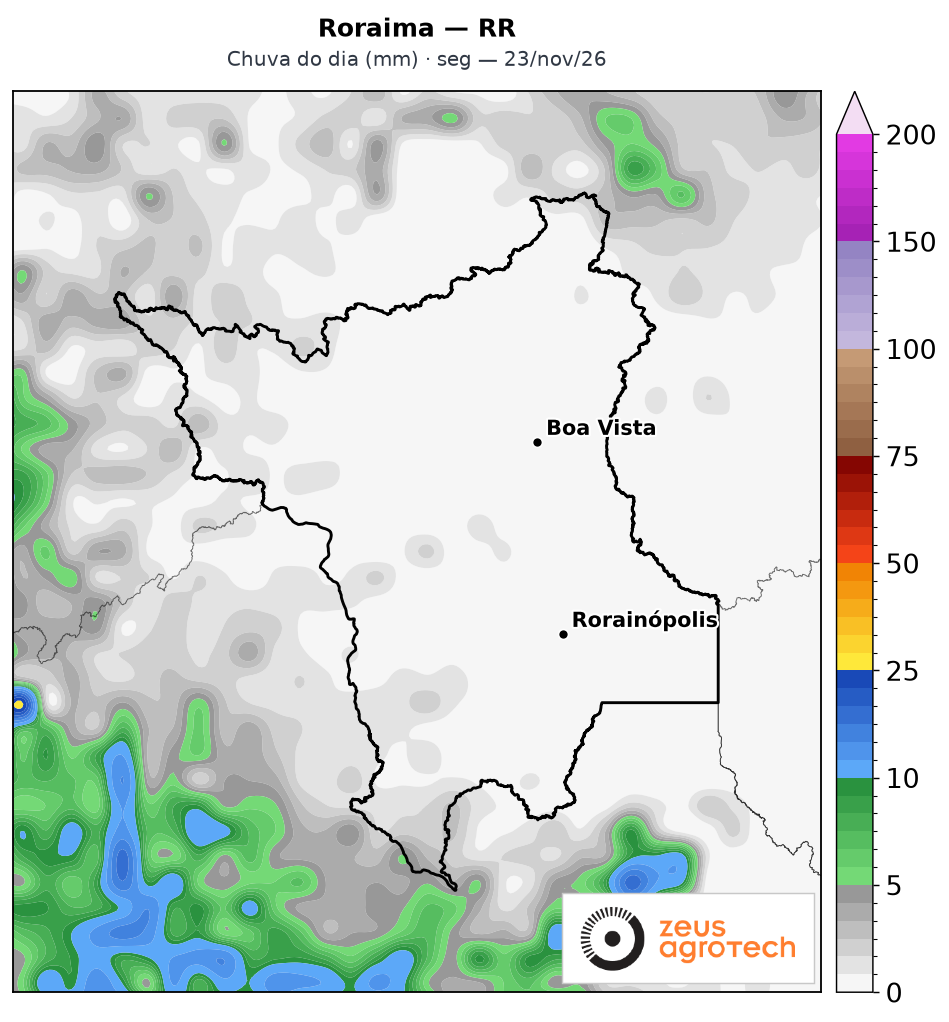 Roraima — RR
Chuva do dia (mm) · seg — 23/nov/26
200
150
100
75
50
25
10
5
0
Boa Vista
Rorainópolis
zeus
agrotech